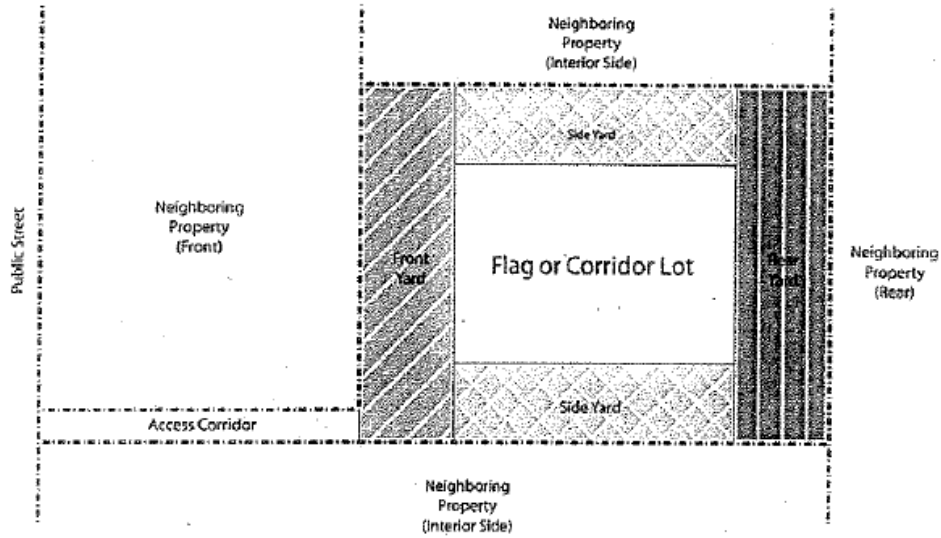 Neighboring
Property
(Interior Side)
Side Yard
Public Street
Neighboring
Property
(Front)
Front
Yard
Flag or Corridor Lot
Rear
Yard
Neighboring
Property
(Rear)
Side Yard
Access Corridor
Neighboring
Property
(Interior Side)